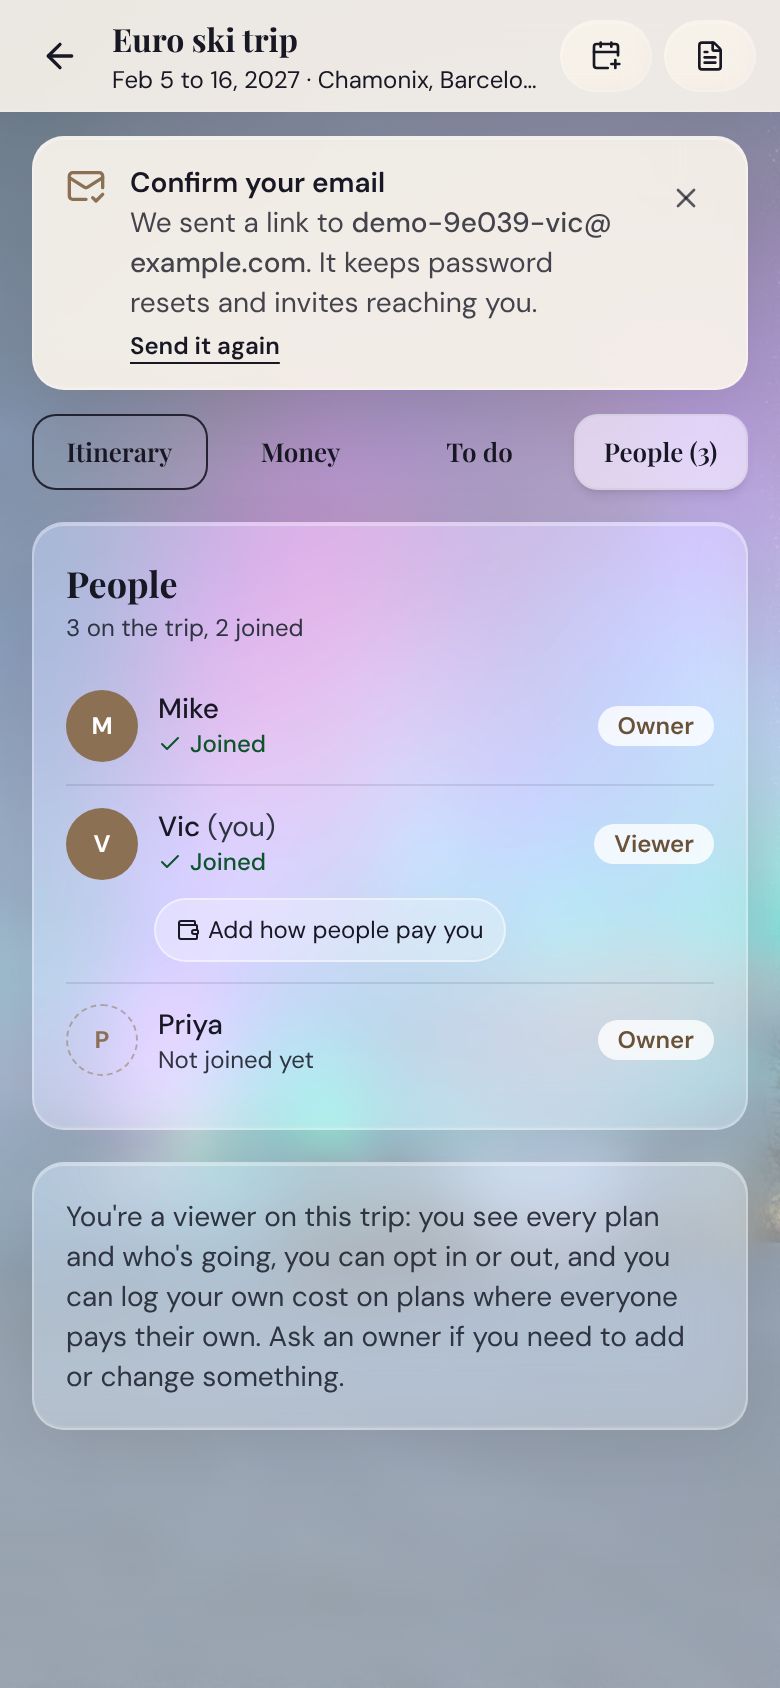 Euro ski trip
Feb 5 to 16, 2027 · Chamonix, Barcelo...
Confirm your email
We sent a link to demo-9e039-vic@
example.com. It keeps password
resets and invites reaching you.
Send it again
Itinerary
Money
To do
People (3)
People
3 on the trip, 2 joined
M
Mike
Joined
Owner
V
Vic (you)
Joined
Viewer
Add how people pay you
P
Priya
Not joined yet
Owner
You're a viewer on this trip: you see every plan
and who's going, you can opt in or out, and you
can log your own cost on plans where everyone
pays their own. Ask an owner if you need to add
or change something.